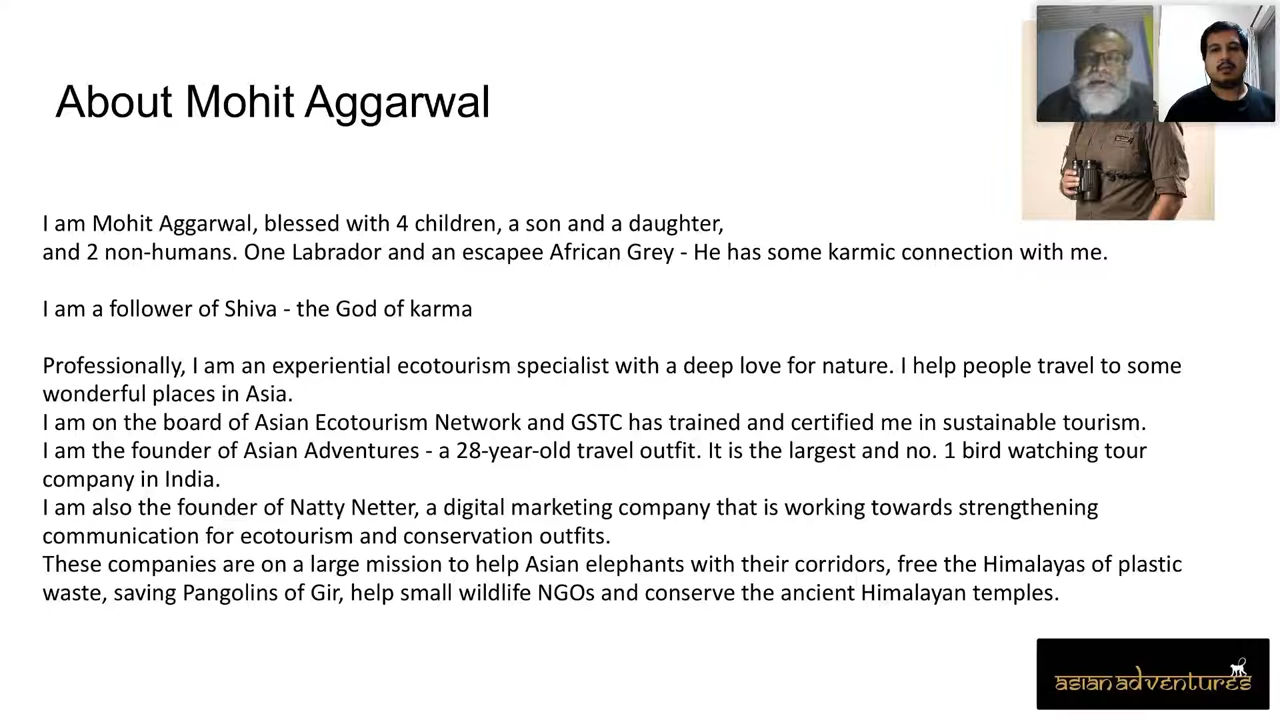 About Mohit Aggarwal
I am Mohit Aggarwal, blessed with 4 children, a son and a daughter,
and 2 non-humans. One Labrador and an escapee African Grey - He has some karmic connection with me.
I am a follower of Shiva - the God of karma
Professionally, I am an experiential ecotourism specialist with a deep love for nature. I help people travel to some
wonderful places in Asia.
I am on the board of Asian Ecotourism Network and GSTC has trained and certified me in sustainable tourism.
I am the founder of Asian Adventures - a 28-year-old travel outfit. It is the largest and no. 1 bird watching tour
company in India.
I am also the founder of Natty Netter, a digital marketing company that is working towards strengthening
communication for ecotourism and conservation outfits.
These companies are on a large mission to help Asian elephants with their corridors, free the Himalayas of plastic
waste, saving Pangolins of Gir, help small wildlife NGOs and conserve the ancient Himalayan temples.
asian adventures